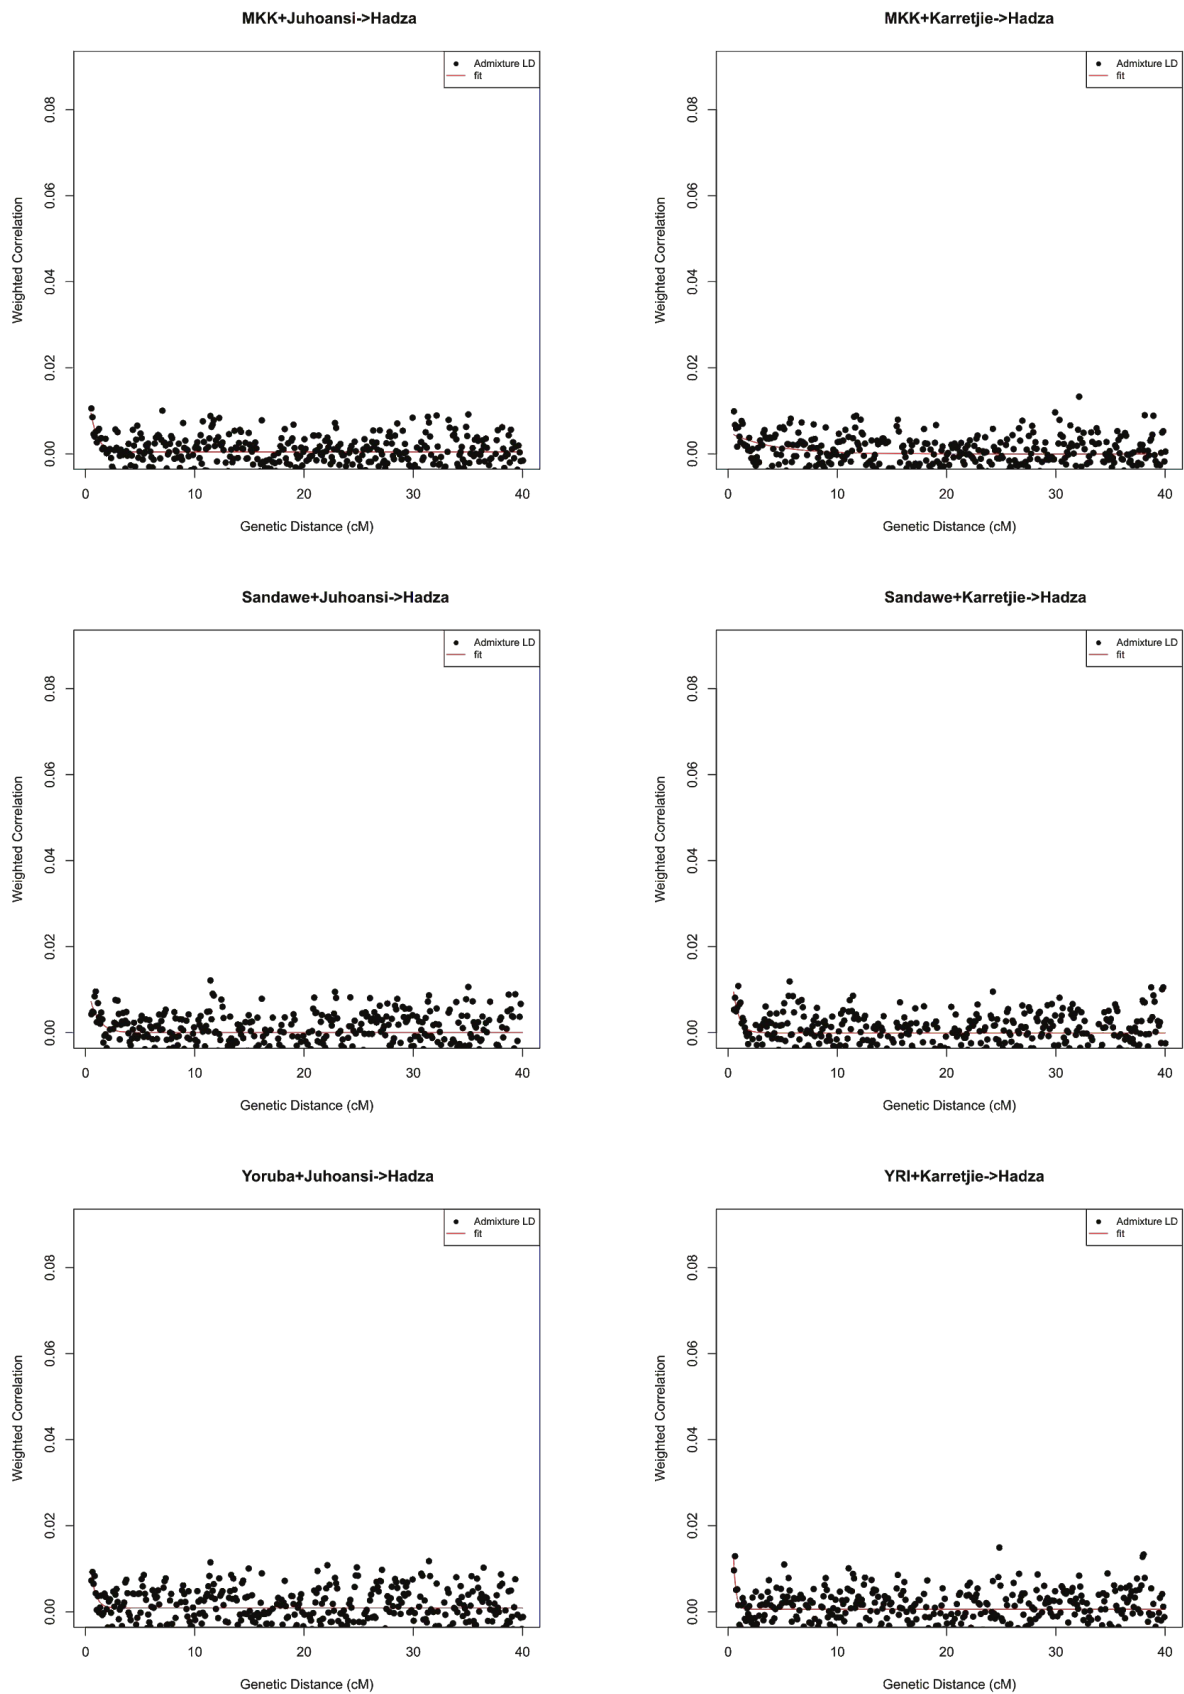 MKK+Juhoansi->Hadza
Admixture LD
fit
Weighted Correlation
0.00 0.02 0.04 0.06 0.08
0 10 20 30 40
Genetic Distance (cM)
MKK+Karretjie->Hadza
Admixture LD
fit
Weighted Correlation
0.00 0.02 0.04 0.06 0.08
0 10 20 30 40
Genetic Distance (cM)
Sandawe+Juhoansi->Hadza
Admixture LD
fit
Weighted Correlation
0.00 0.02 0.04 0.06 0.08
0 10 20 30 40
Genetic Distance (cM)
Sandawe+Karretjie->Hadza
Admixture LD
fit
Weighted Correlation
0.00 0.02 0.04 0.06 0.08
0 10 20 30 40
Genetic Distance (cM)
Yoruba+Juhoansi->Hadza
Admixture LD
fit
Weighted Correlation
0.00 0.02 0.04 0.06 0.08
0 10 20 30 40
Genetic Distance (cM)
YRI+Karretjie->Hadza
Admixture LD
fit
Weighted Correlation
0.00 0.02 0.04 0.06 0.08
0 10 20 30 40
Genetic Distance (cM)